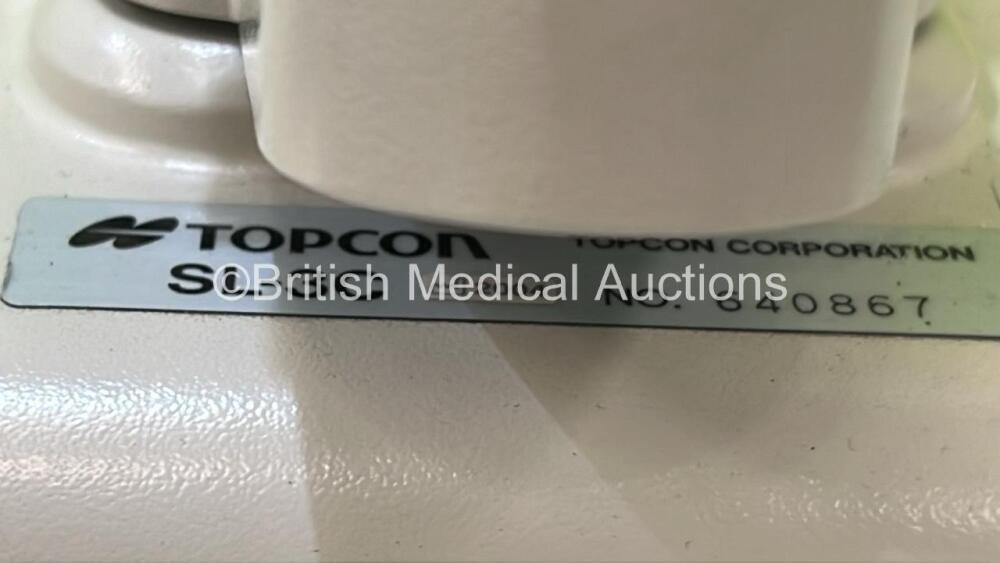 TOPCON TOPCON CORPORATION
© British Medical Auctions
NO. 640867